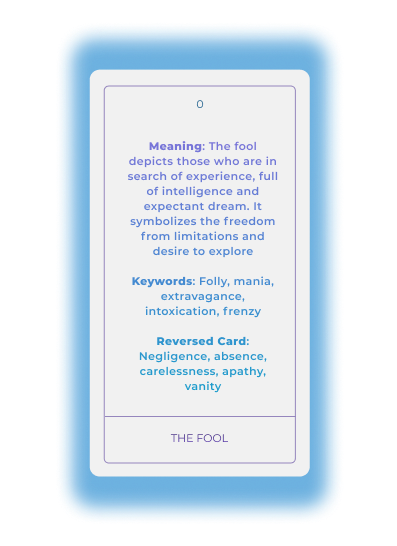 0
Meaning: The fool
depicts those who are in
search of experience, full
of intelligence and
expectant dream. It
symbolizes the freedom
from limitations and
desire to explore
Keywords: Folly, mania,
extravagance,
intoxication, frenzy
Reversed Card:
Negligence, absence,
carelessness, apathy,
vanity
THE FOOL